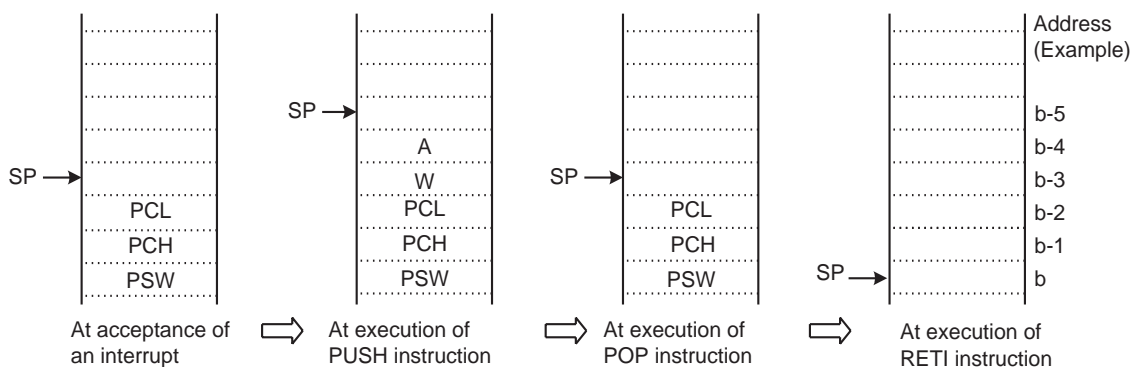 Address
(Example)
SP
b-5
A
b-4
SP
W
SP
b-3
PCL
PCL
PCL
b-2
PCH
PCH
PCH
b-1
PSW
PSW
PSW
SP
b
At acceptance of
an interrupt
At execution of
PUSH instruction
At execution of
POP instruction
At execution of
RETI instruction